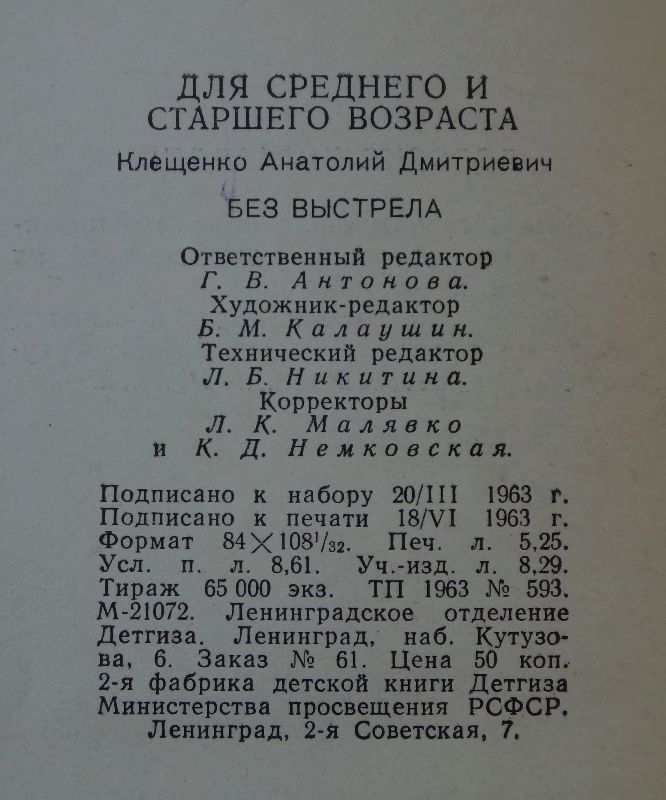 ДЛЯ СРЕДНЕГО И
СТАРШЕГО ВОЗРАСТА
Клещенко Анатолий Дмитриевич
БЕЗ ВЫСТРЕЛА
Ответственный редактор
Г. В. Антонова.
Художник-редактор
Б. М. Калаушин.
Технический редактор
Л. Б. Никитина.
Корректоры
Л. К. Малявко
и К. Д. Немковская.
Подписано к набору 20/III 1963 г.
Подписано к печати 18/VI 1963 г.
Формат 84×108¹/₃₂. Печ. л. 5,25.
Усл. п. л. 8,61. Уч.-изд. л. 8,29.
Тираж 65 000 экз. ТП 1963 № 593.
М-21072. Ленинградское отделение
Детгиза. Ленинград, наб. Кутузо-
ва, 6. Заказ № 61. Цена 50 коп.
2-я фабрика детской книги Детгиза
Министерства просвещения РСФСР.
Ленинград, 2-я Советская, 7.